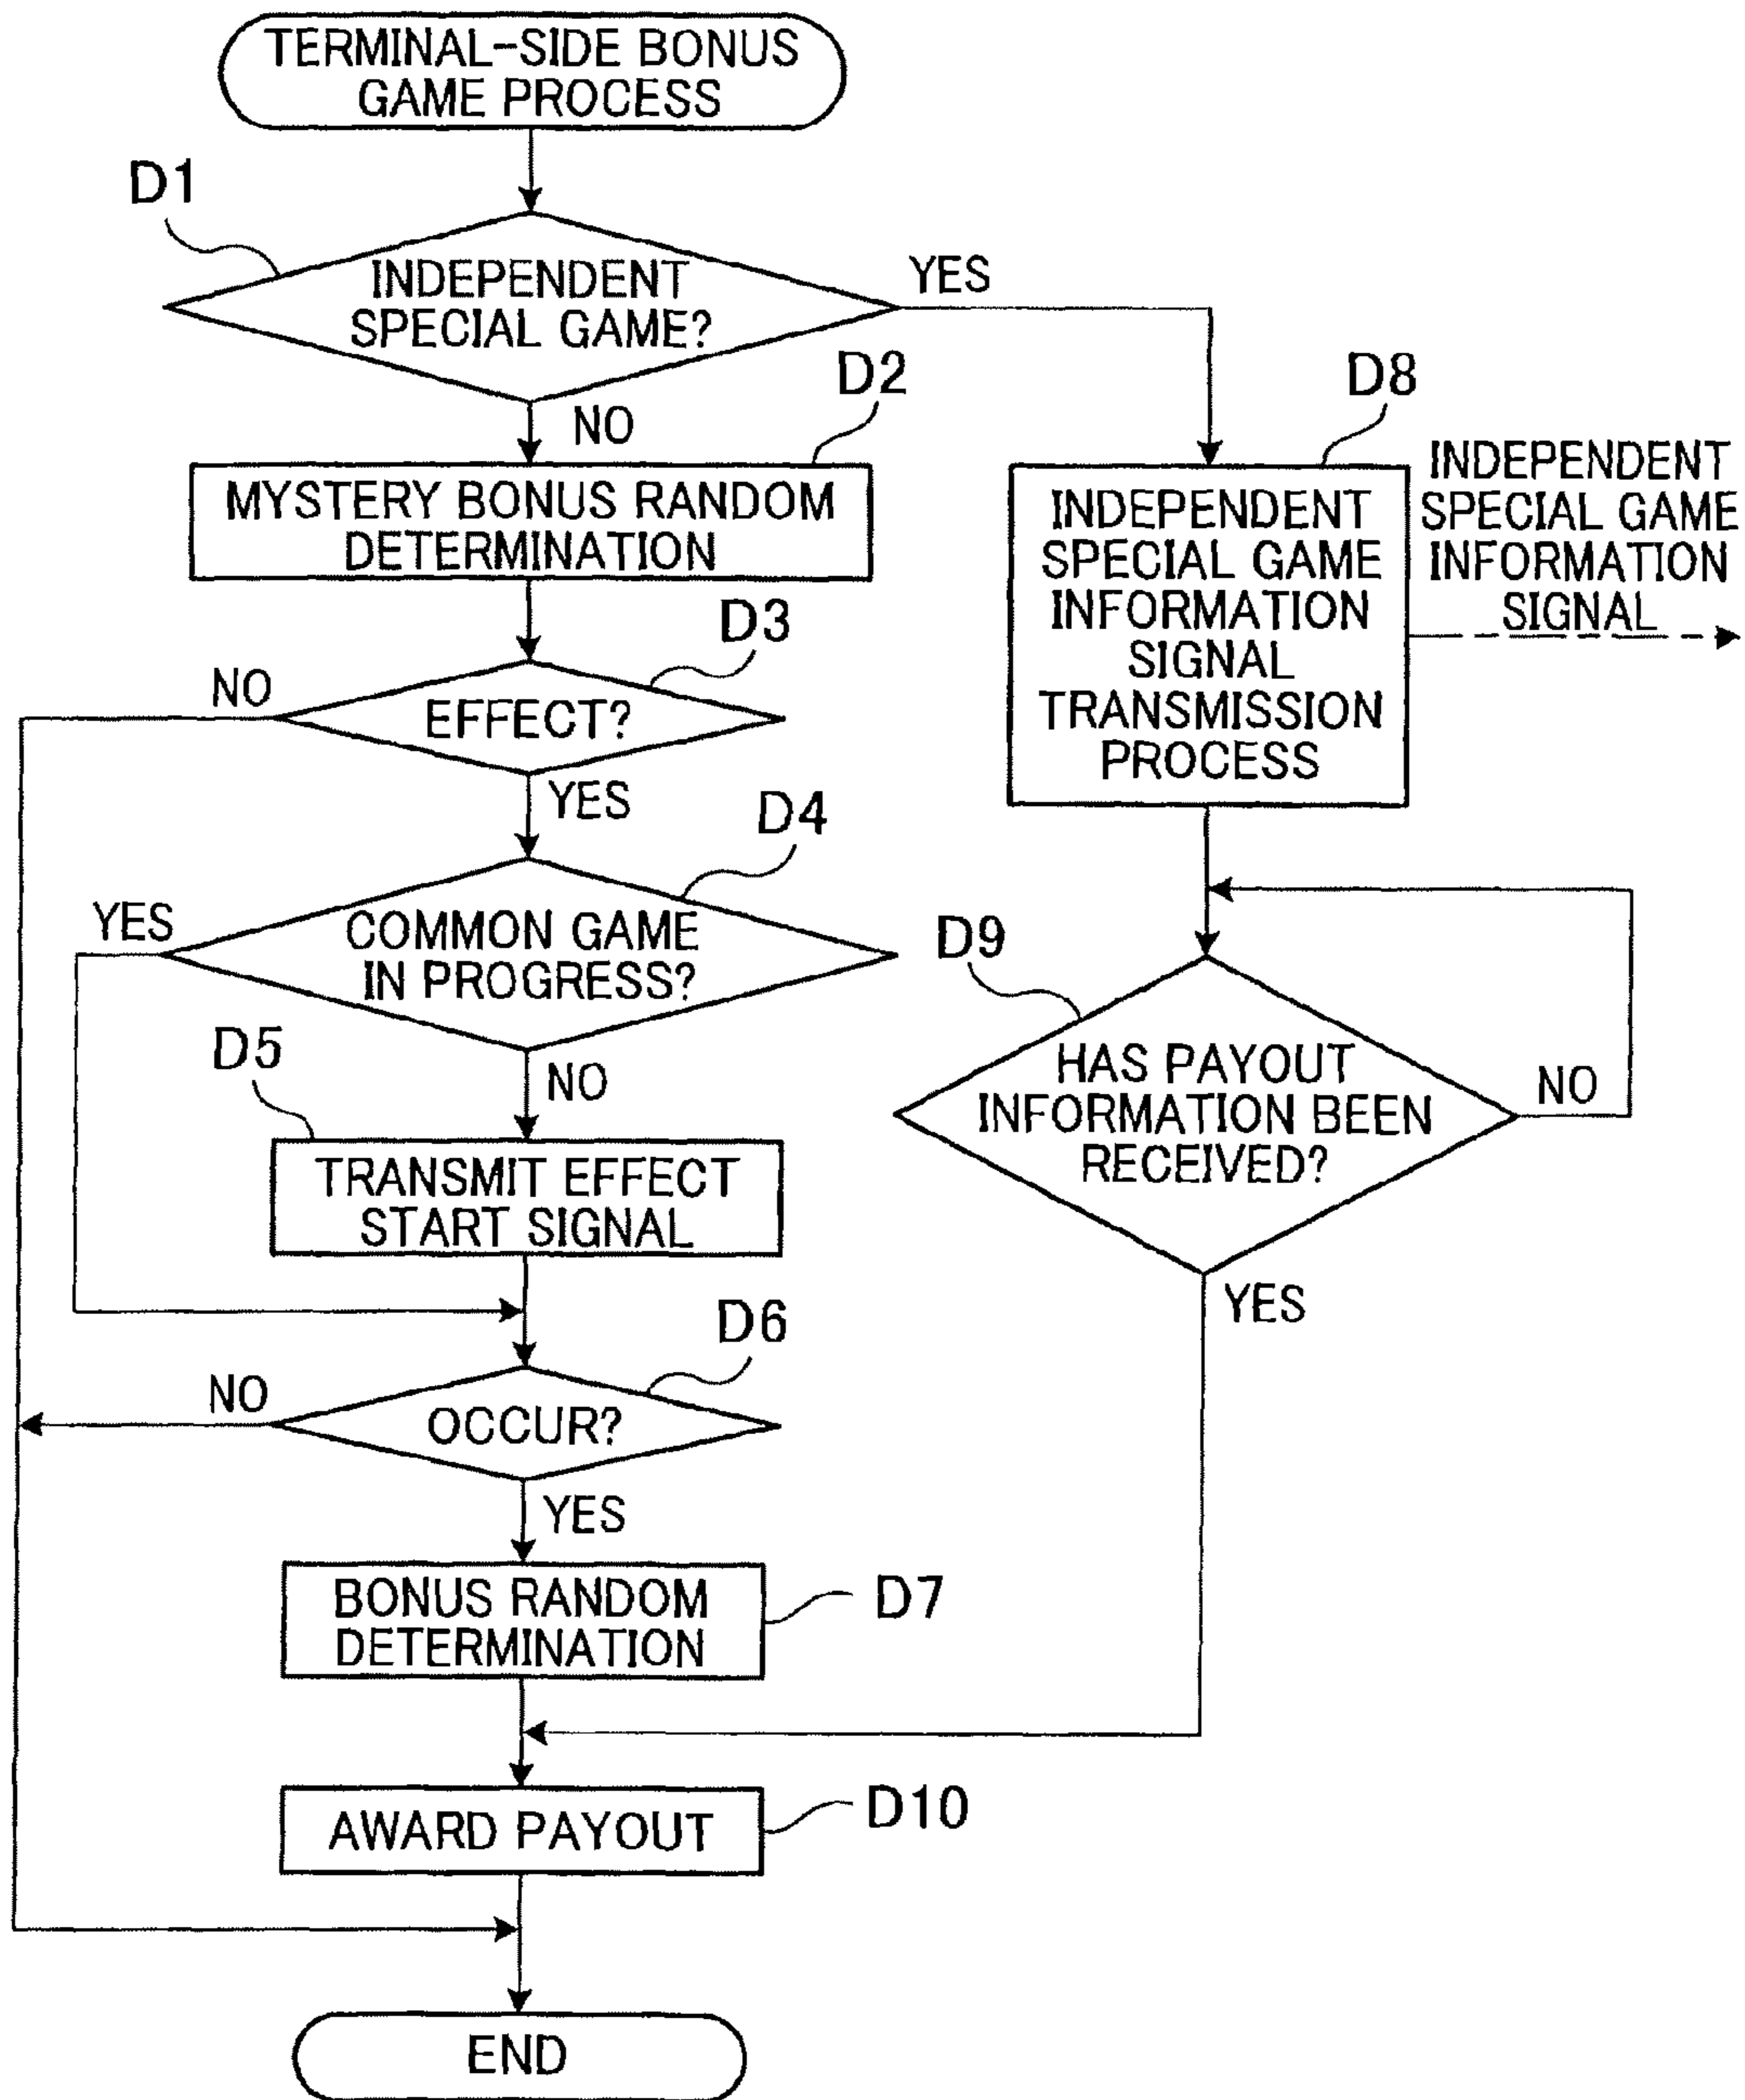 TERMINAL-SIDE BONUS
GAME PROCESS
D1
INDEPENDENT
SPECIAL GAME?
YES
NO
D2
MYSTERY BONUS RANDOM
DETERMINATION
D3
EFFECT?
NO
YES
D4
COMMON GAME
IN PROGRESS?
YES
NO
D5
TRANSMIT EFFECT
START SIGNAL
D6
OCCUR?
NO
YES
BONUS RANDOM
DETERMINATION
D7
D8
INDEPENDENT
SPECIAL GAME
INFORMATION
SIGNAL
TRANSMISSION
PROCESS
INDEPENDENT
SPECIAL GAME
INFORMATION
SIGNAL
D9
HAS PAYOUT
INFORMATION BEEN
RECEIVED?
NO
YES
AWARD PAYOUT
D10
END